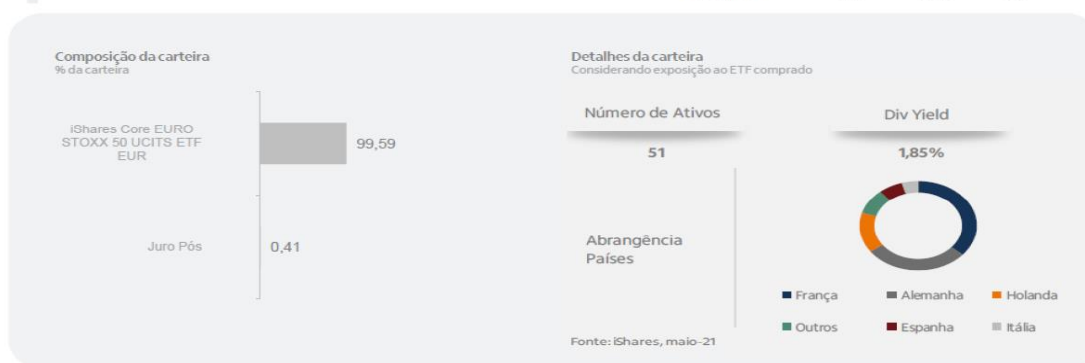 Composição da carteira
% da carteira
iShares Core EURO
STOXX 50 UCITS ETF
EUR
99,59
Juro Pós
0,41
Detalhes da carteira
Considerando exposição ao ETF comprado
Número de Ativos
51
Div Yield
1,85%
Abrangência
Países
França
Alemanha
Holanda
Outros
Espanha
Itália
Fonte: iShares, maio-21